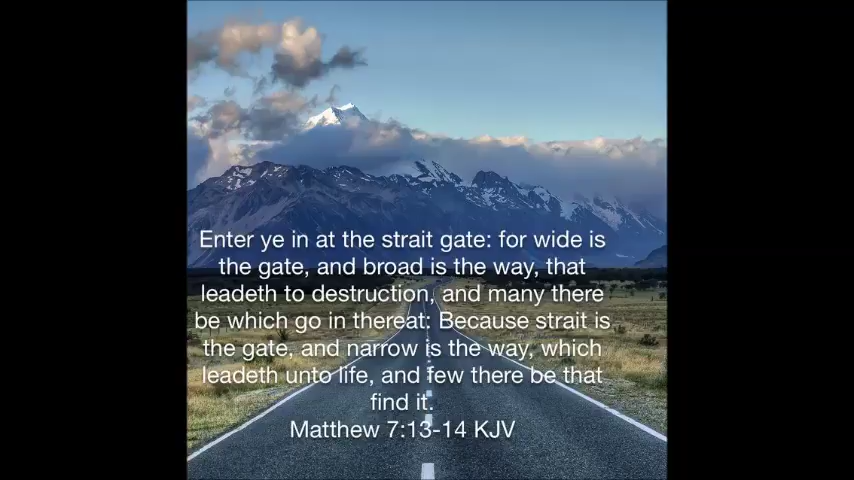 Enter ye in at the strait gate: for wide is
the gate, and broad is the way, that
leadeth to destruction, and many there
be which go in thereat: Because strait is
the gate, and narrow is the way, which
leadeth unto life, and few there be that
find it.
Matthew 7:13-14 KJV